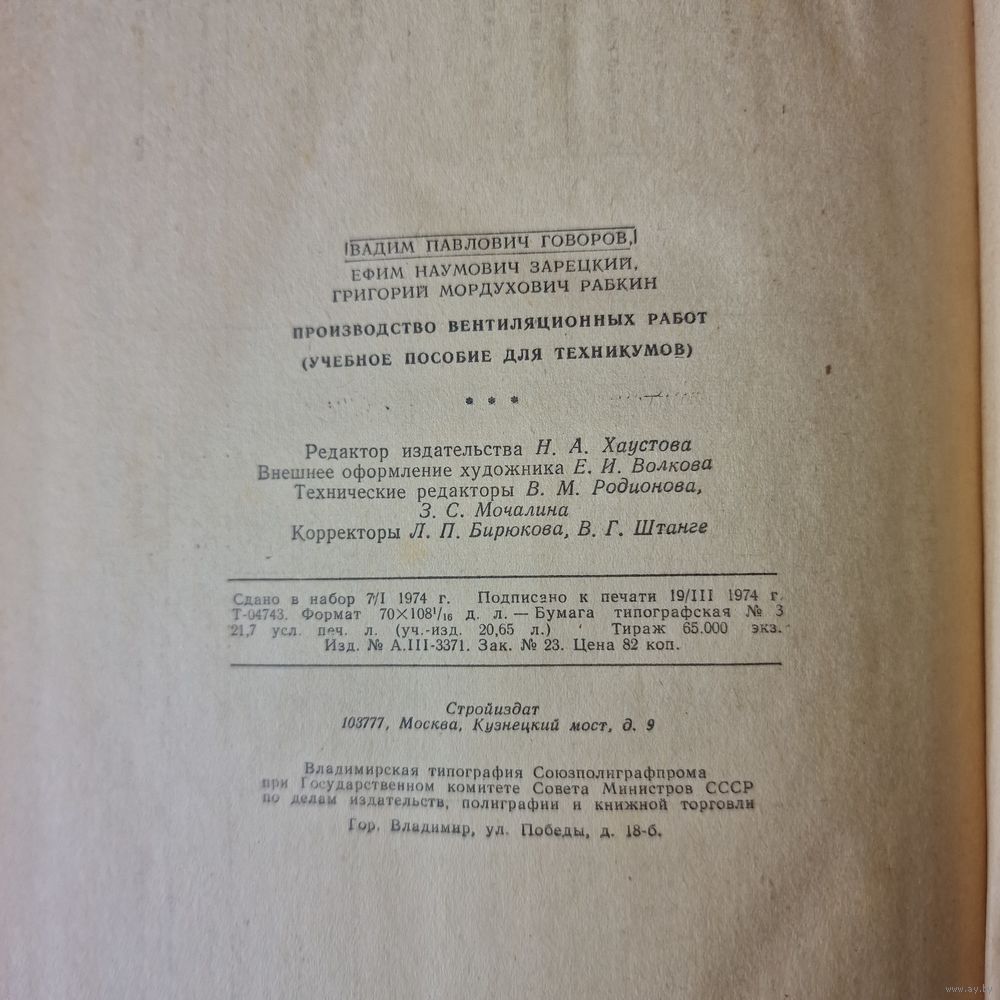 ВАДИМ ПАВЛОВИЧ ГОВОРОВ,
ЕФИМ НАУМОВИЧ ЗАРЕЦКИЙ,
ГРИГОРИЙ МОРДУХОВИЧ РАБКИН
ПРОИЗВОДСТВО ВЕНТИЛЯЦИОННЫХ РАБОТ
(УЧЕБНОЕ ПОСОБИЕ ДЛЯ ТЕХНИКУМОВ)
* * *
Редактор издательства Н. А. Хаустова
Внешнее оформление художника Е. И. Волкова
Технические редакторы В. М. Родионова,
З. С. Мочалина
Корректоры Л. П. Бирюкова, В. Г. Штанге
Сдано в набор 7/I 1974 г. Подписано к печати 19/III 1974 г.
Т-04743. Формат 70×108¹/₁₆ д. л. — Бумага типографская № 3
21,7 усл. печ. л. (уч.-изд. 20,65 л.) Тираж 65.000 экз.
Изд. № А.III-3371. Зак. № 23. Цена 82 коп.
Стройиздат
103777, Москва, Кузнецкий мост, д. 9
Владимирская типография Союзполиграфпрома
при Государственном комитете Совета Министров СССР
по делам издательств, полиграфии и книжной торговли
Гор. Владимир, ул. Победы, д. 18-б.
www.ay.by